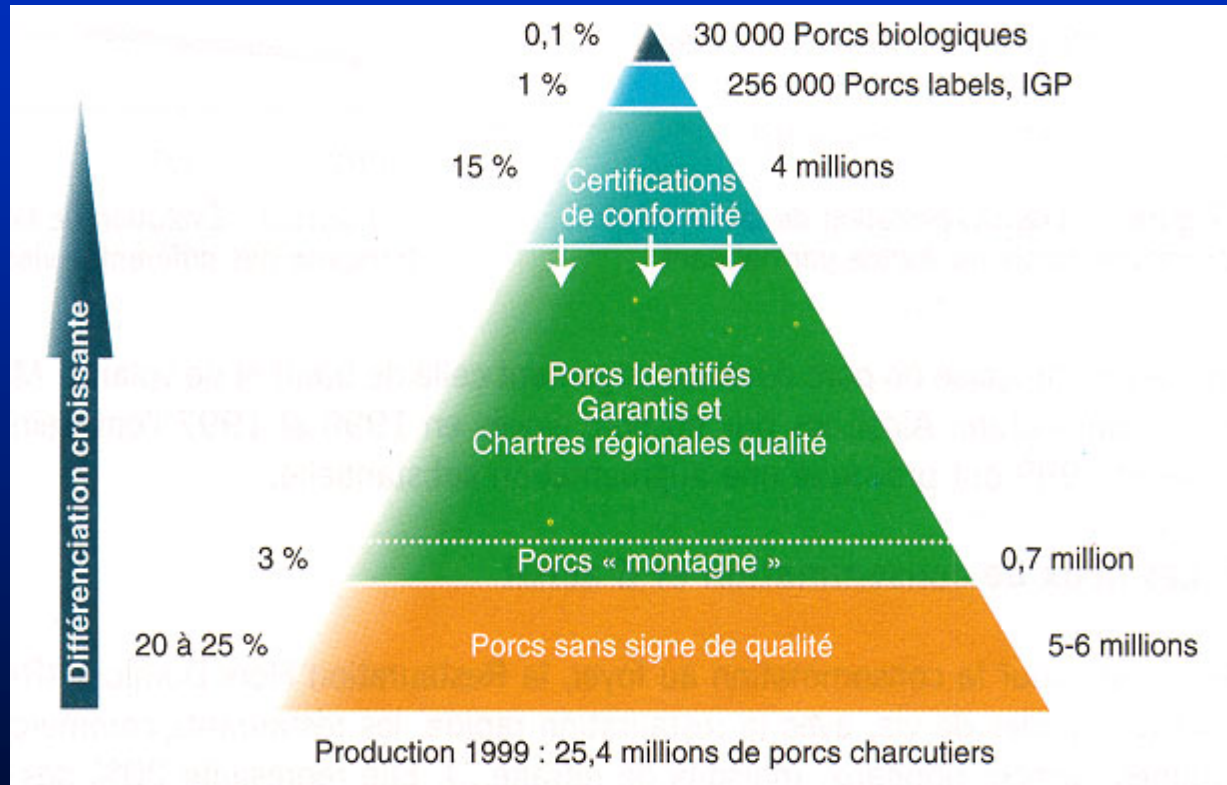 0,1 % 30 000 Porcs biologiques
1 % 256 000 Porcs labels, IGP
15 % 4 millions
Certifications
de conformité
Différenciation croissante
Porcs Identifiés
Garantis et
Chartres régionales qualité
3 % Porcs « montagne » 0,7 million
20 à 25 % Porcs sans signe de qualité 5-6 millions
Production 1999 : 25,4 millions de porcs charcutiers